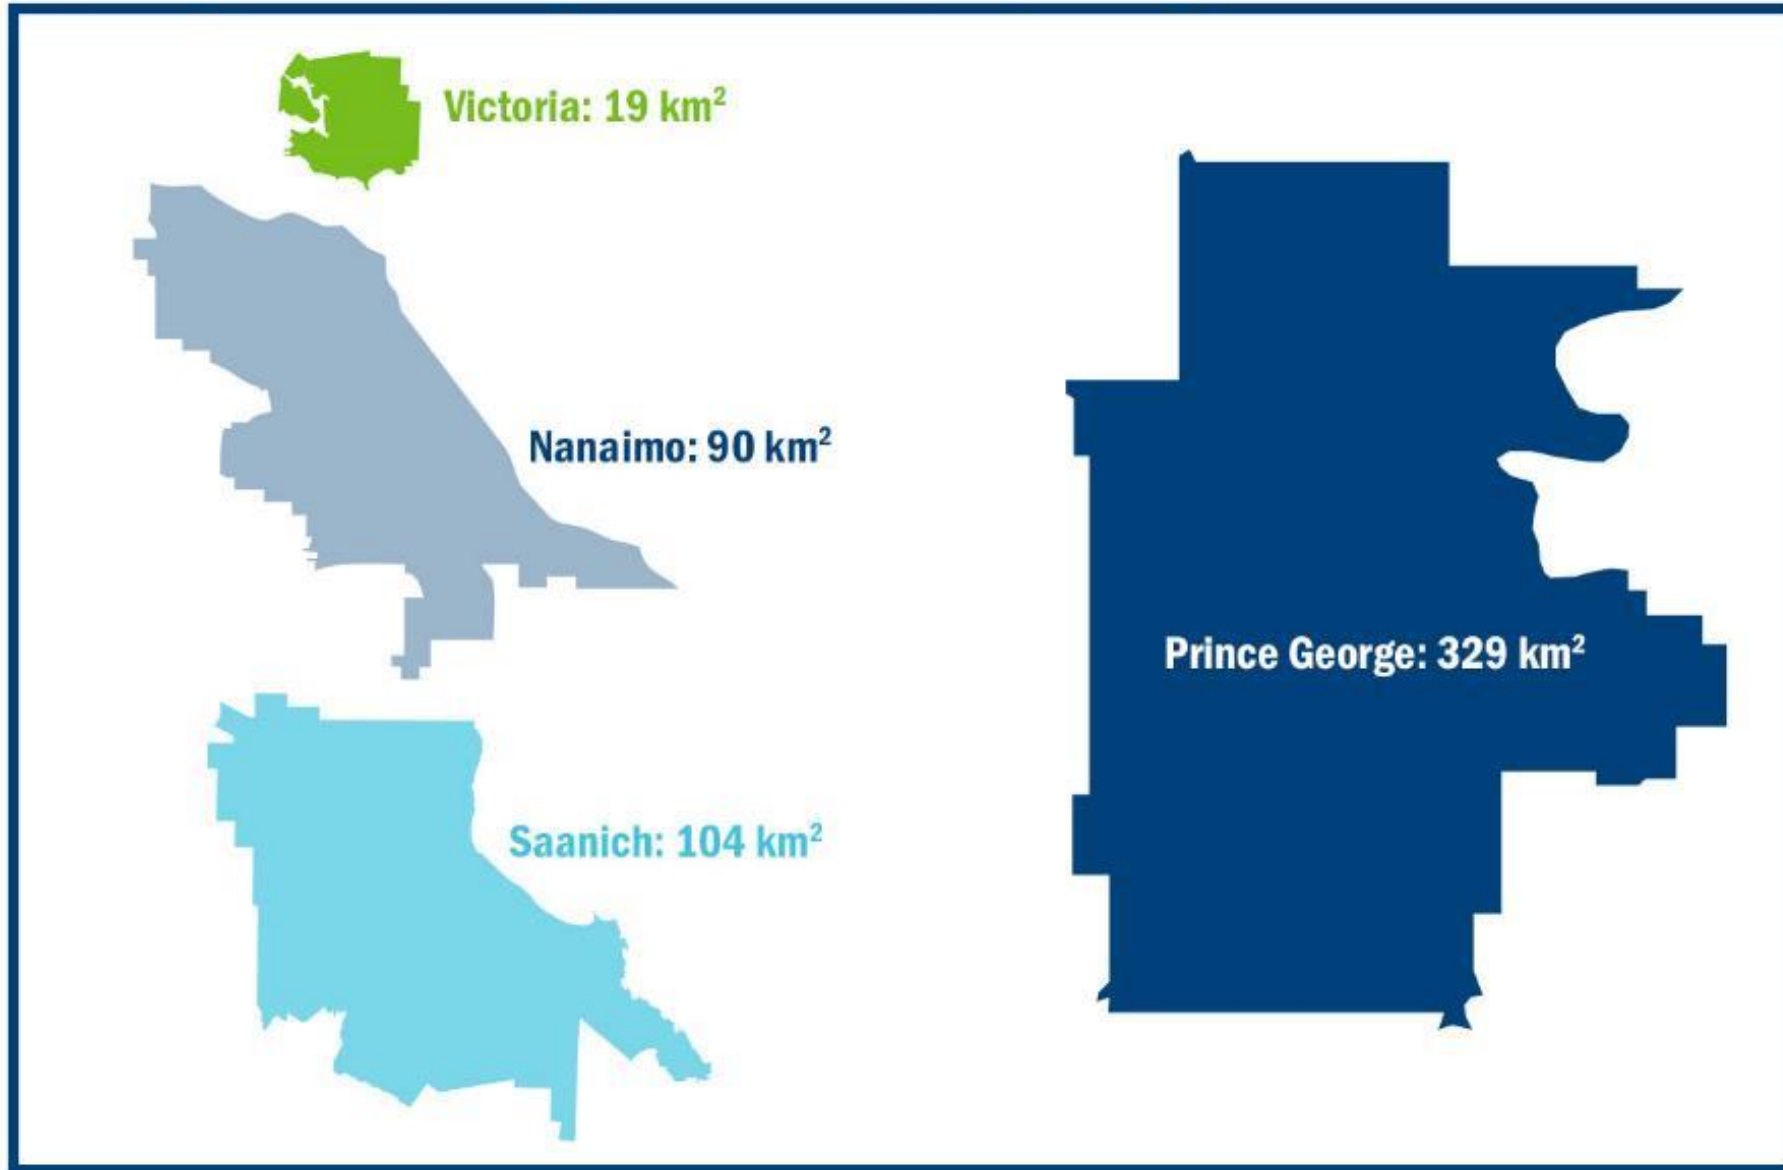 Victoria: 19 km²
Nanaimo: 90 km²
Prince George: 329 km²
Saanich: 104 km²